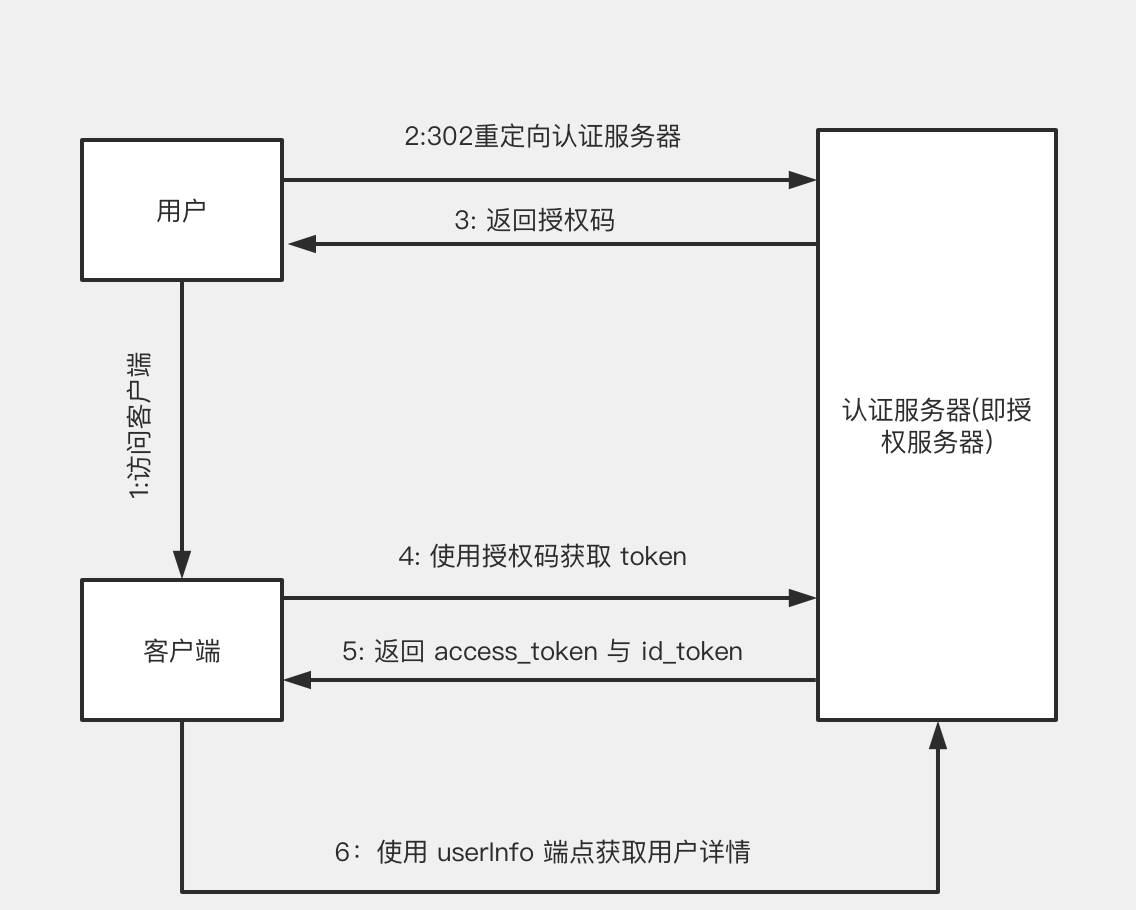 2:302重定向认证服务器
用户
3: 返回授权码
1:访问客户端
认证服务器(即授
权服务器)
4: 使用授权码获取 token
客户端
5: 返回 access_token 与 id_token
6：使用 userInfo 端点获取用户详情